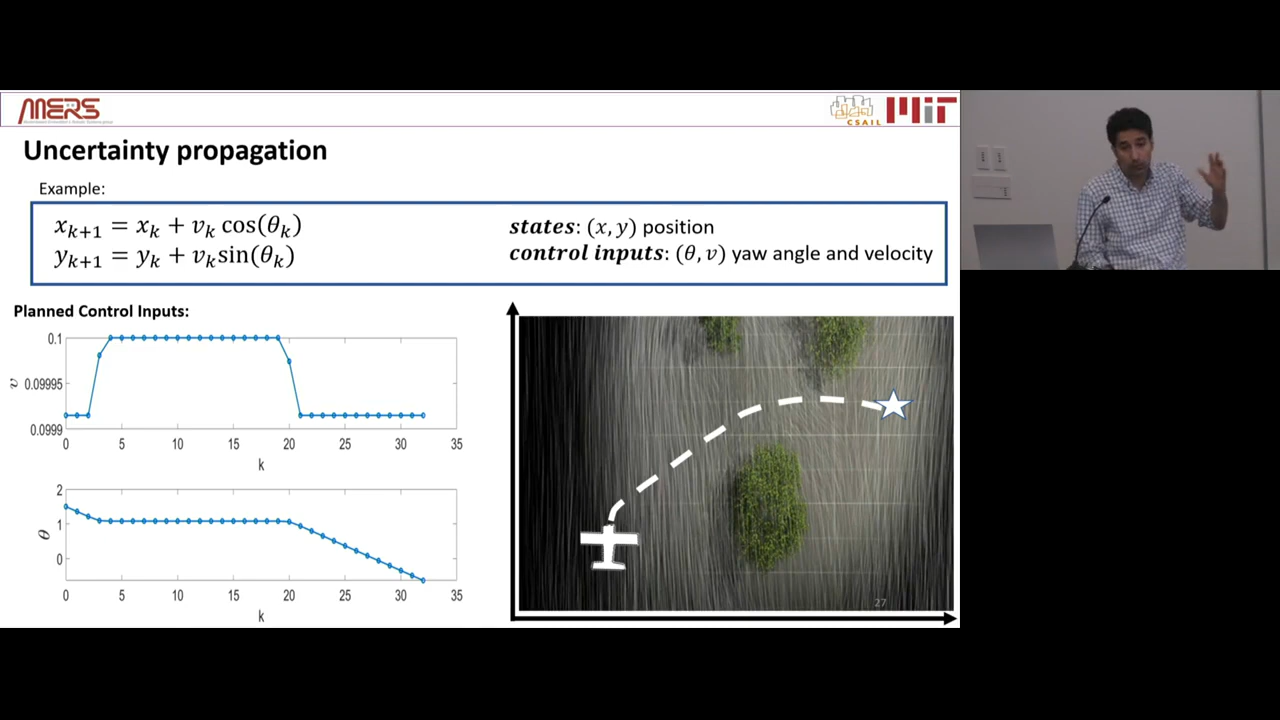 MERS
CSAIL
MIT
Uncertainty propagation
Example:
x_{k+1} = x_k + v_k cos(θ_k)
y_{k+1} = y_k + v_k sin(θ_k)
states: (x, y) position
control inputs: (θ, v) yaw angle and velocity
Planned Control Inputs:
0.1
0.09995
0.0999
v
0 5 10 15 20 25 30 35
k
2
1
0
θ
0 5 10 15 20 25 30 35
k
27